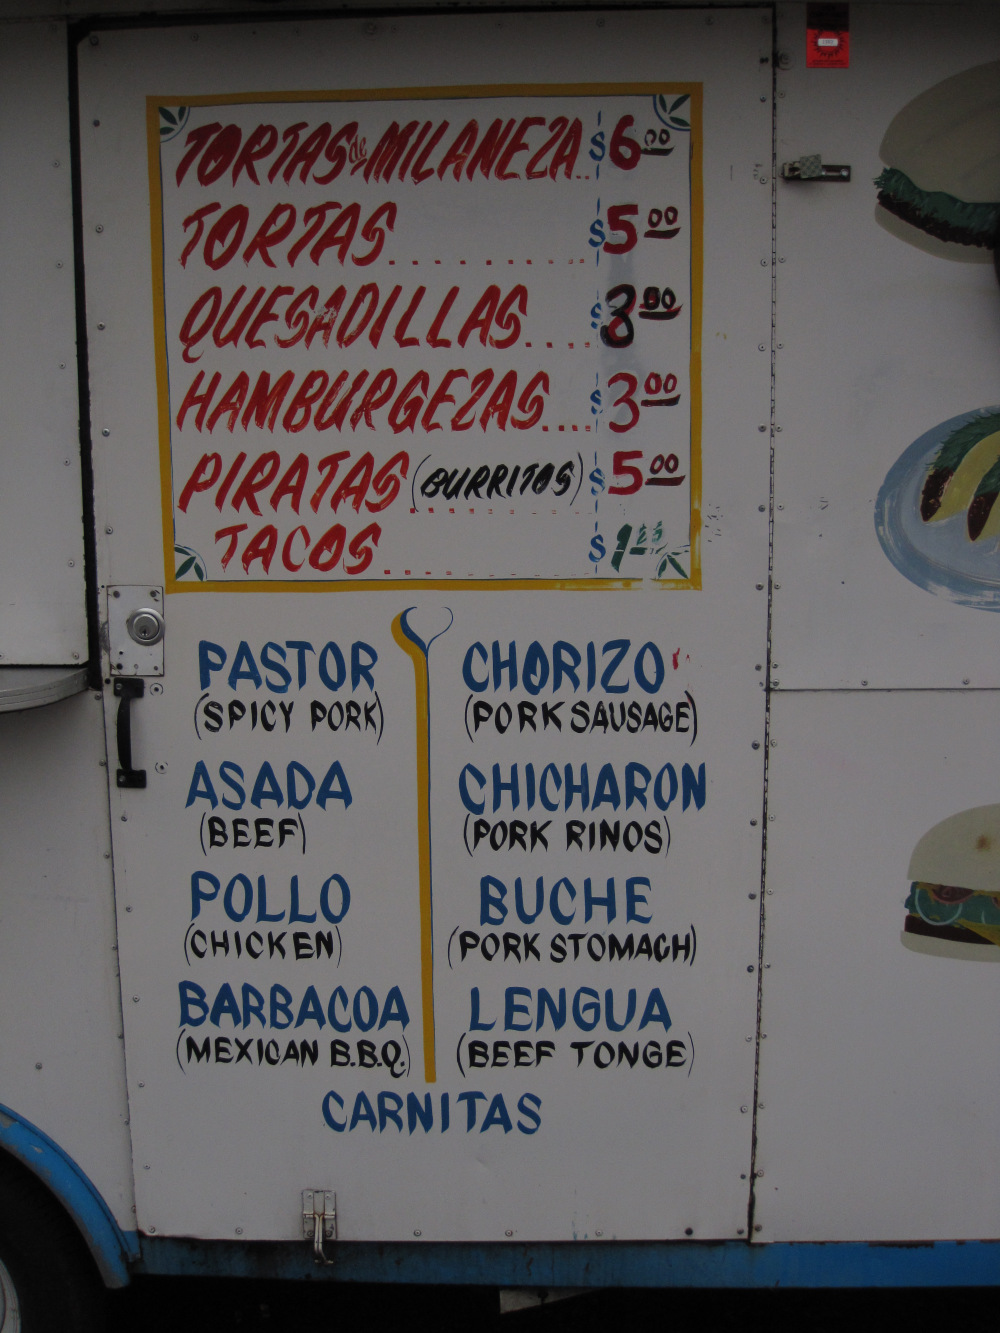 TORTAS de MILANEZA.. $6.00
TORTAS.......... $5.00
QUESADILLAS.... $3.00
HAMBURGEZAS.... $3.00
PIRATAS (BURRITOS) $5.00
TACOS.......... $1.25
PASTOR
(SPICY PORK)
ASADA
(BEEF)
POLLO
(CHICKEN)
BARBACOA
(MEXICAN B.B.Q.)
CHORIZO
(PORK SAUSAGE)
CHICHARON
(PORK RINOS)
BUCHE
(PORK STOMACH)
LENGUA
(BEEF TONGE)
CARNITAS